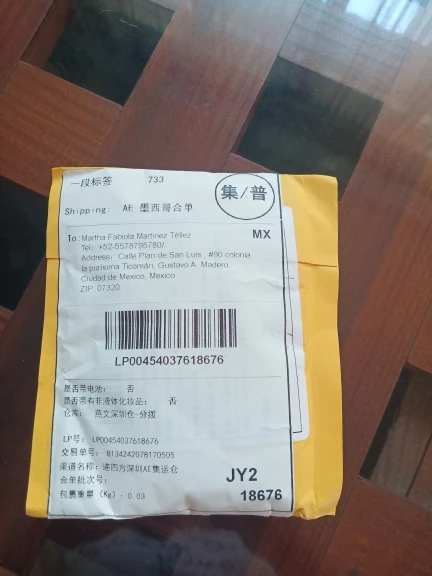 一段标签 733
集/普
Shipping: AE 墨西哥合单
To: Martha Fabiola Martinez Téllez
MX
Tel: +52-5578795780/
Address: Calle Plan de San Luis , #90 colonia
la purísima Ticomán, Gustavo A. Madero,
Ciudad de Mexico, Mexico
ZIP: 07320
LP00454037618676
是否带电池: 否
是否带有非液体化妆品: 否
仓库: 燕文深圳仓-分拨
LP号: LP00454037618676
交易单号: 8134242078170505
渠道名称: 递四方深圳AE集运仓
合单批次号:
包裹重量 (Kg): 0.03
JY2
18676